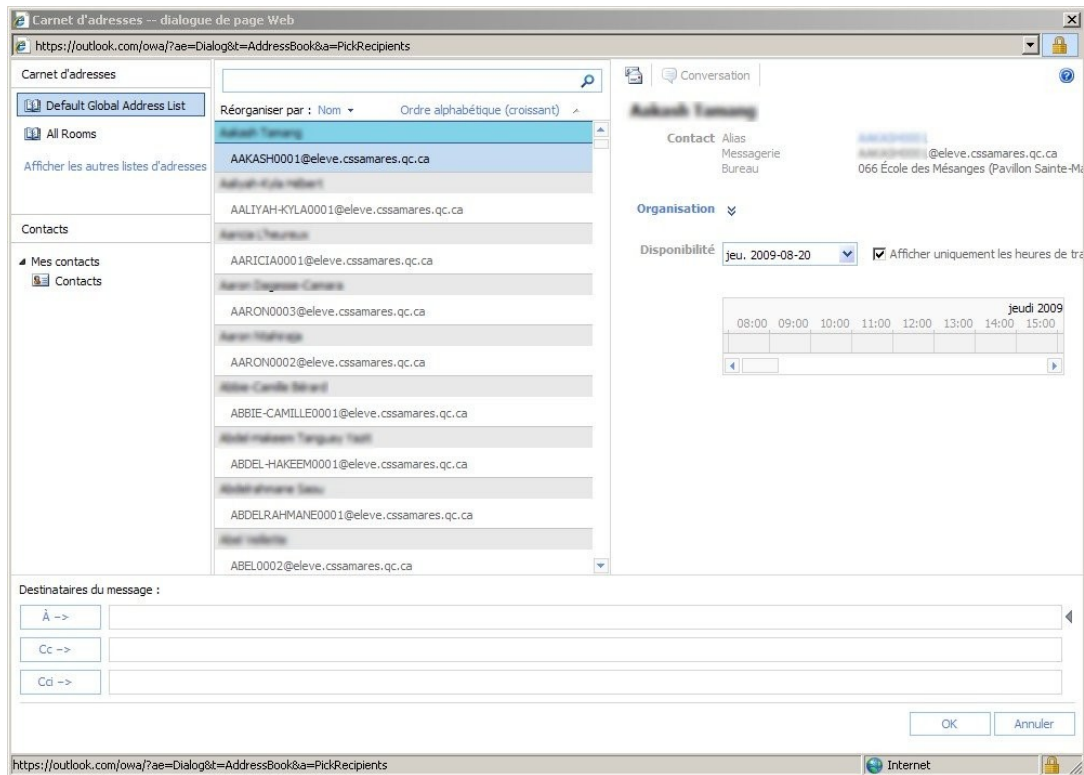 Carnet d'adresses -- dialogue de page Web
https://outlook.com/owa/?ae=Dialog&t=AddressBook&a=PickRecipients
Carnet d'adresses
Default Global Address List
All Rooms
Afficher les autres listes d'adresses
Contacts
Mes contacts
Contacts
Réorganiser par : Nom Ordre alphabétique (croissant)
AAKASH0001@eleve.cssamares.qc.ca
AALIYAH-KYLA0001@eleve.cssamares.qc.ca
AARICIA0001@eleve.cssamares.qc.ca
AARON0003@eleve.cssamares.qc.ca
AARON0002@eleve.cssamares.qc.ca
ABBIE-CAMILLE0001@eleve.cssamares.qc.ca
ABDEL-HAKEEM0001@eleve.cssamares.qc.ca
ABDELRAHMANE0001@eleve.cssamares.qc.ca
ABEL0002@eleve.cssamares.qc.ca
Conversation
Contact Alias
Messagerie @eleve.cssamares.qc.ca
Bureau 066 École des Mésanges (Pavillon Sainte-Ma
Organisation
Disponibilité jeu. 2009-08-20 Afficher uniquement les heures de tra
jeudi 2009
08:00 09:00 10:00 11:00 12:00 13:00 14:00 15:00
Destinataires du message :
À ->
Cc ->
Cci ->
OK Annuler
https://outlook.com/owa/?ae=Dialog&t=AddressBook&a=PickRecipients Internet